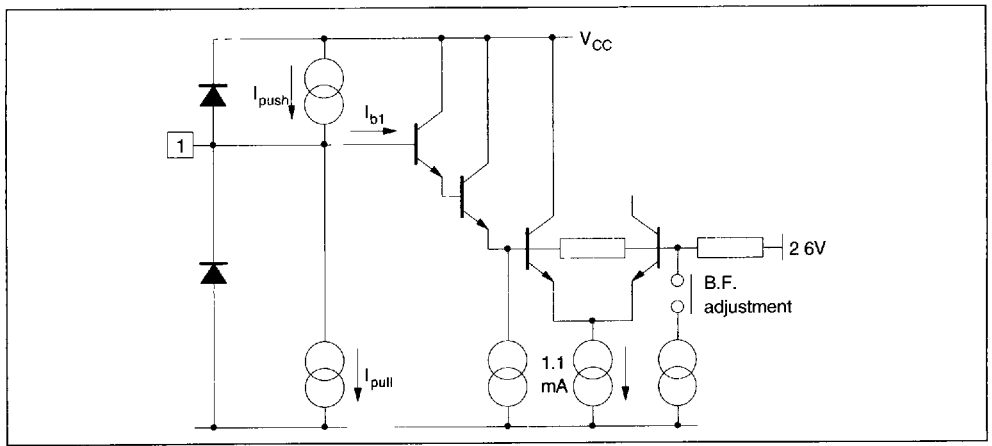 V_CC
I_push
I_b1
1
2 6V
B.F.
adjustment
1.1
mA
I_pull